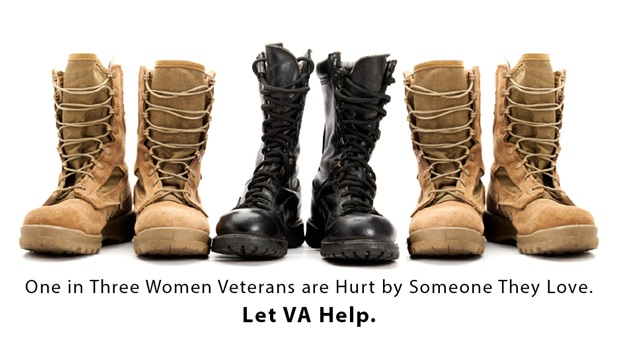 One in Three Women Veterans are Hurt by Someone They Love.
Let VA Help.